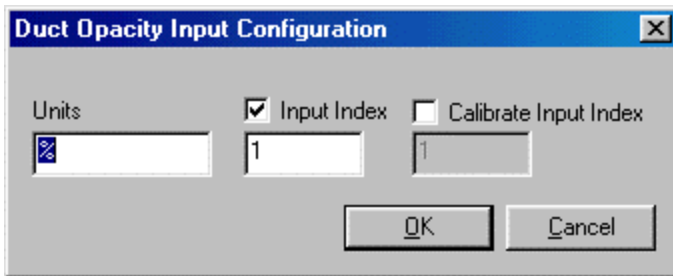 Duct Opacity Input Configuration
Units Input Index Calibrate Input Index
% 1 1
OK Cancel